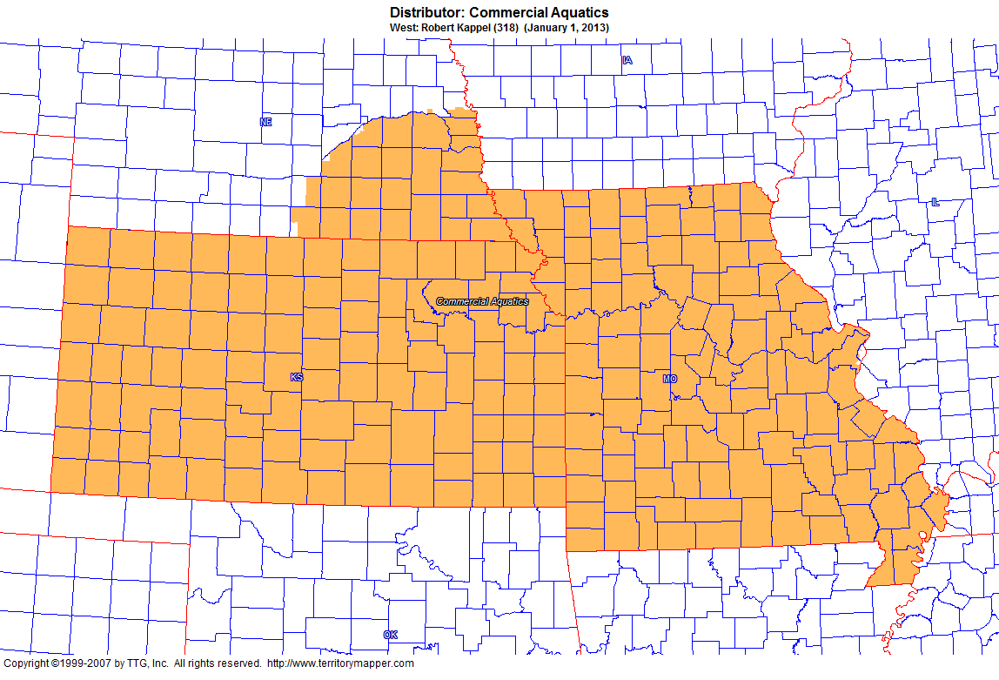 Distributor: Commercial Aquatics
West: Robert Kappel (318) (January 1, 2013)
IA
NE
IL
Commercial Aquatics
KS
MO
OK
Copyright ©1999-2007 by TTG, Inc. All rights reserved. http://www.territorymapper.com